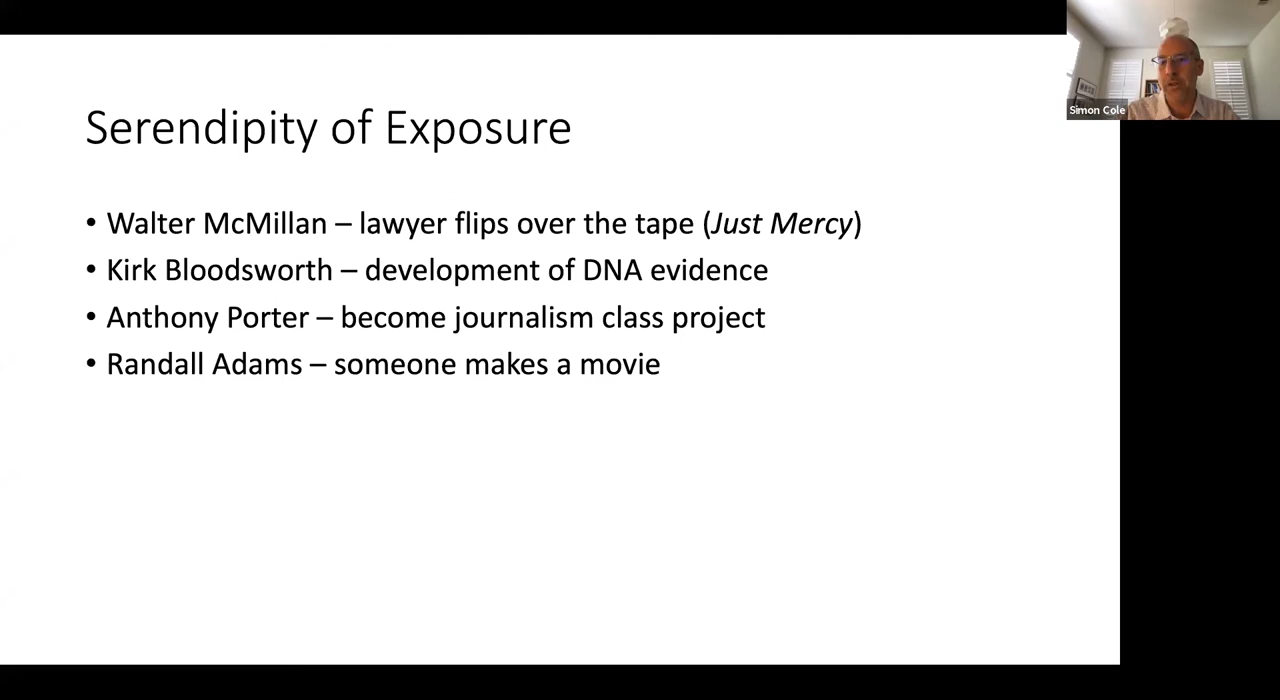 Serendipity of Exposure
• Walter McMillan – lawyer flips over the tape (Just Mercy)
• Kirk Bloodsworth – development of DNA evidence
• Anthony Porter – become journalism class project
• Randall Adams – someone makes a movie
Simon Cole